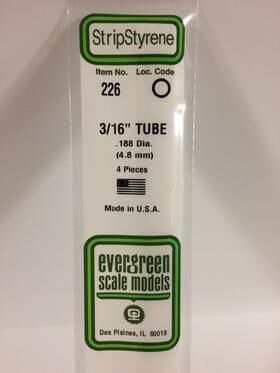 StripStyrene
Item No. Loc. Code
226
3/16" TUBE
.188 Dia.
(4.8 mm)
4 Pieces
Made in U.S.A.
evergreen
scale models
Des Plaines, IL 60018